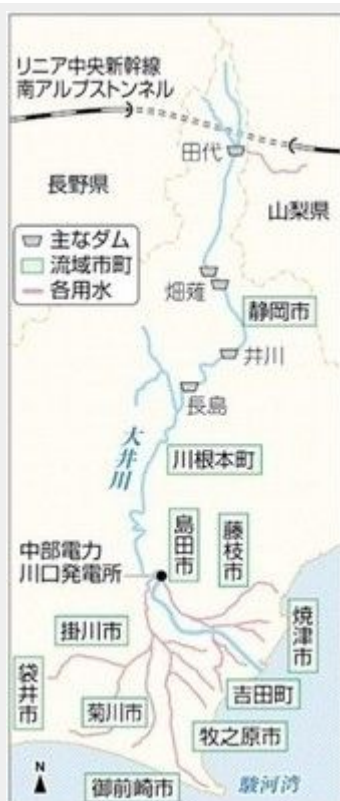 リニア中央新幹線
南アルプストンネル
田代
長野県
山梨県
主なダム
流域市町
各用水
畑薙
静岡市
井川
長島
大井川
川根本町
中部電力
川口発電所
島田市
藤枝市
焼津市
掛川市
袋井市
菊川市
吉田町
牧之原市
御前崎市
駿河湾
N